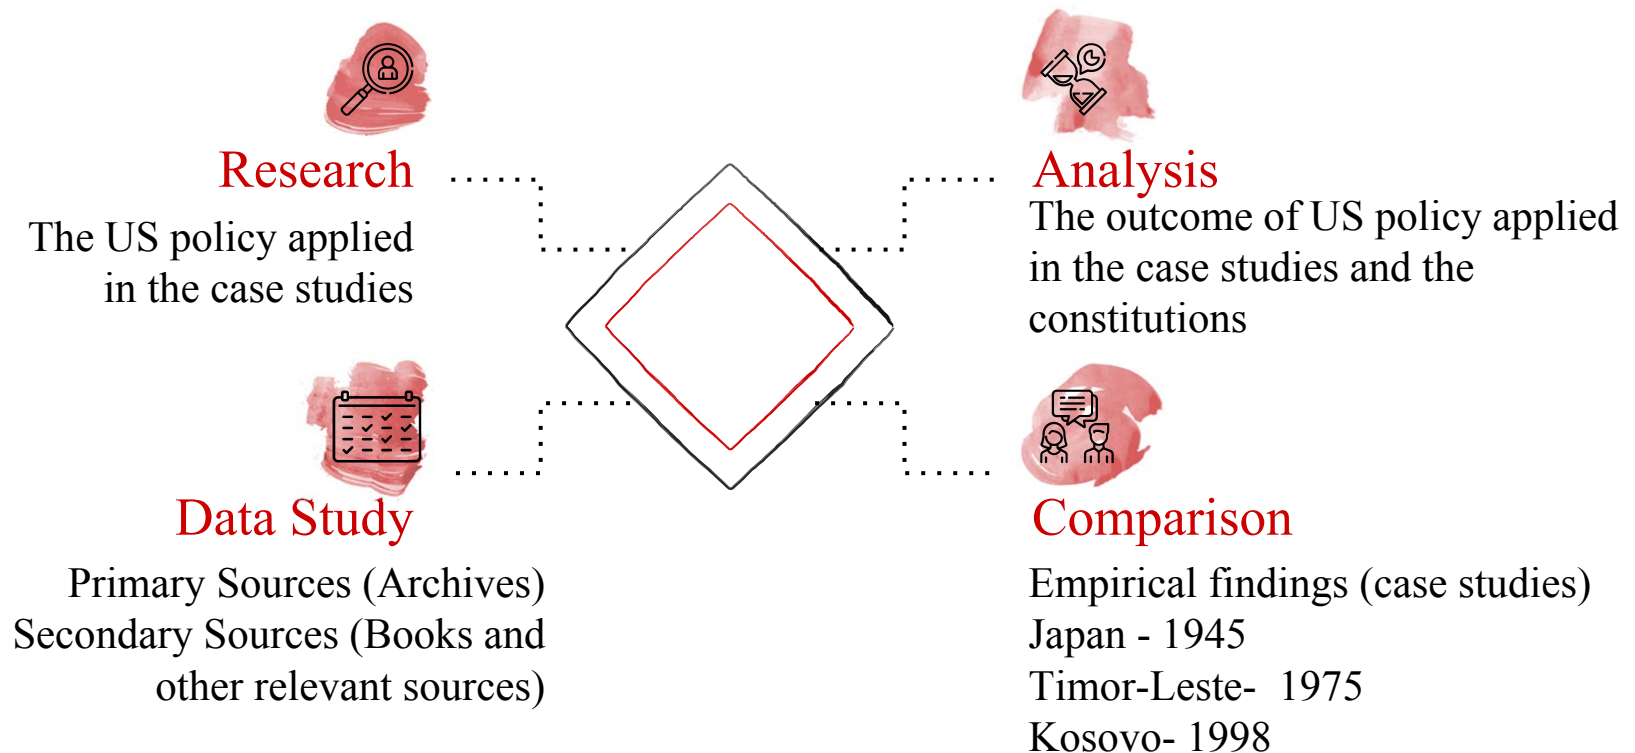 Research
The US policy applied
in the case studies
Analysis
The outcome of US policy applied
in the case studies and the
constitutions
Data Study
Primary Sources (Archives)
Secondary Sources (Books and
other relevant sources)
Comparison
Empirical findings (case studies)
Japan - 1945
Timor-Leste-  1975
Kosovo- 1998